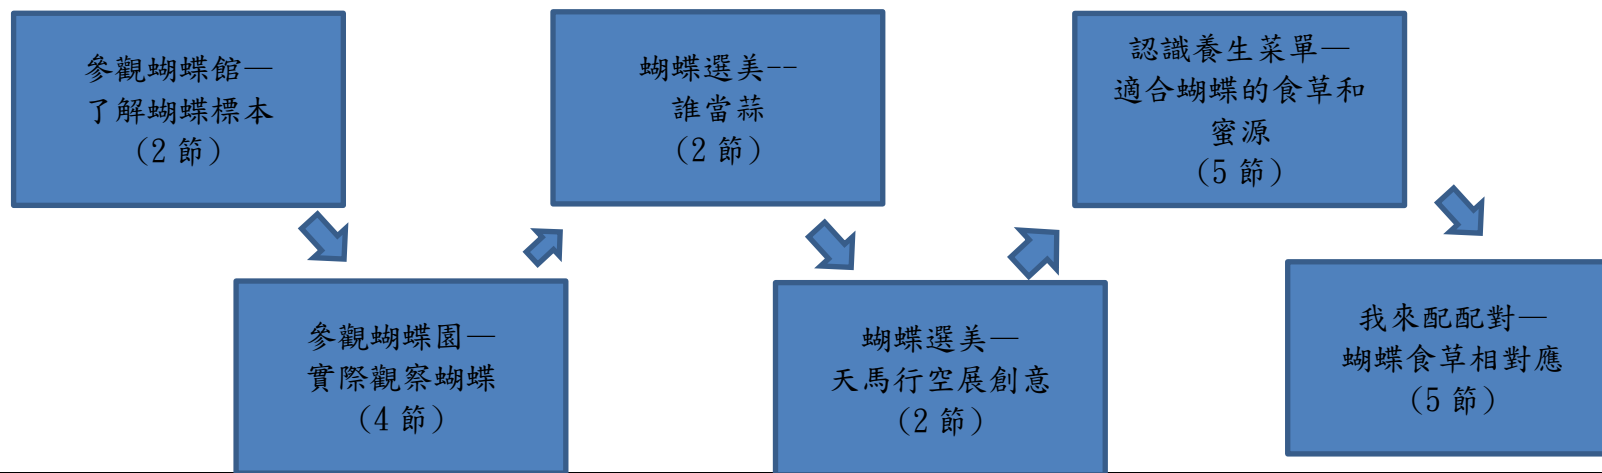 參觀蝴蝶館—
了解蝴蝶標本
（2 節）
參觀蝴蝶園—
實際觀察蝴蝶
（4 節）
蝴蝶選美--
誰當蒜
（2 節）
蝴蝶選美—
天馬行空展創意
（2 節）
認識養生菜單—
適合蝴蝶的食草和
蜜源
（5 節）
我來配配對—
蝴蝶食草相對應
（5 節）